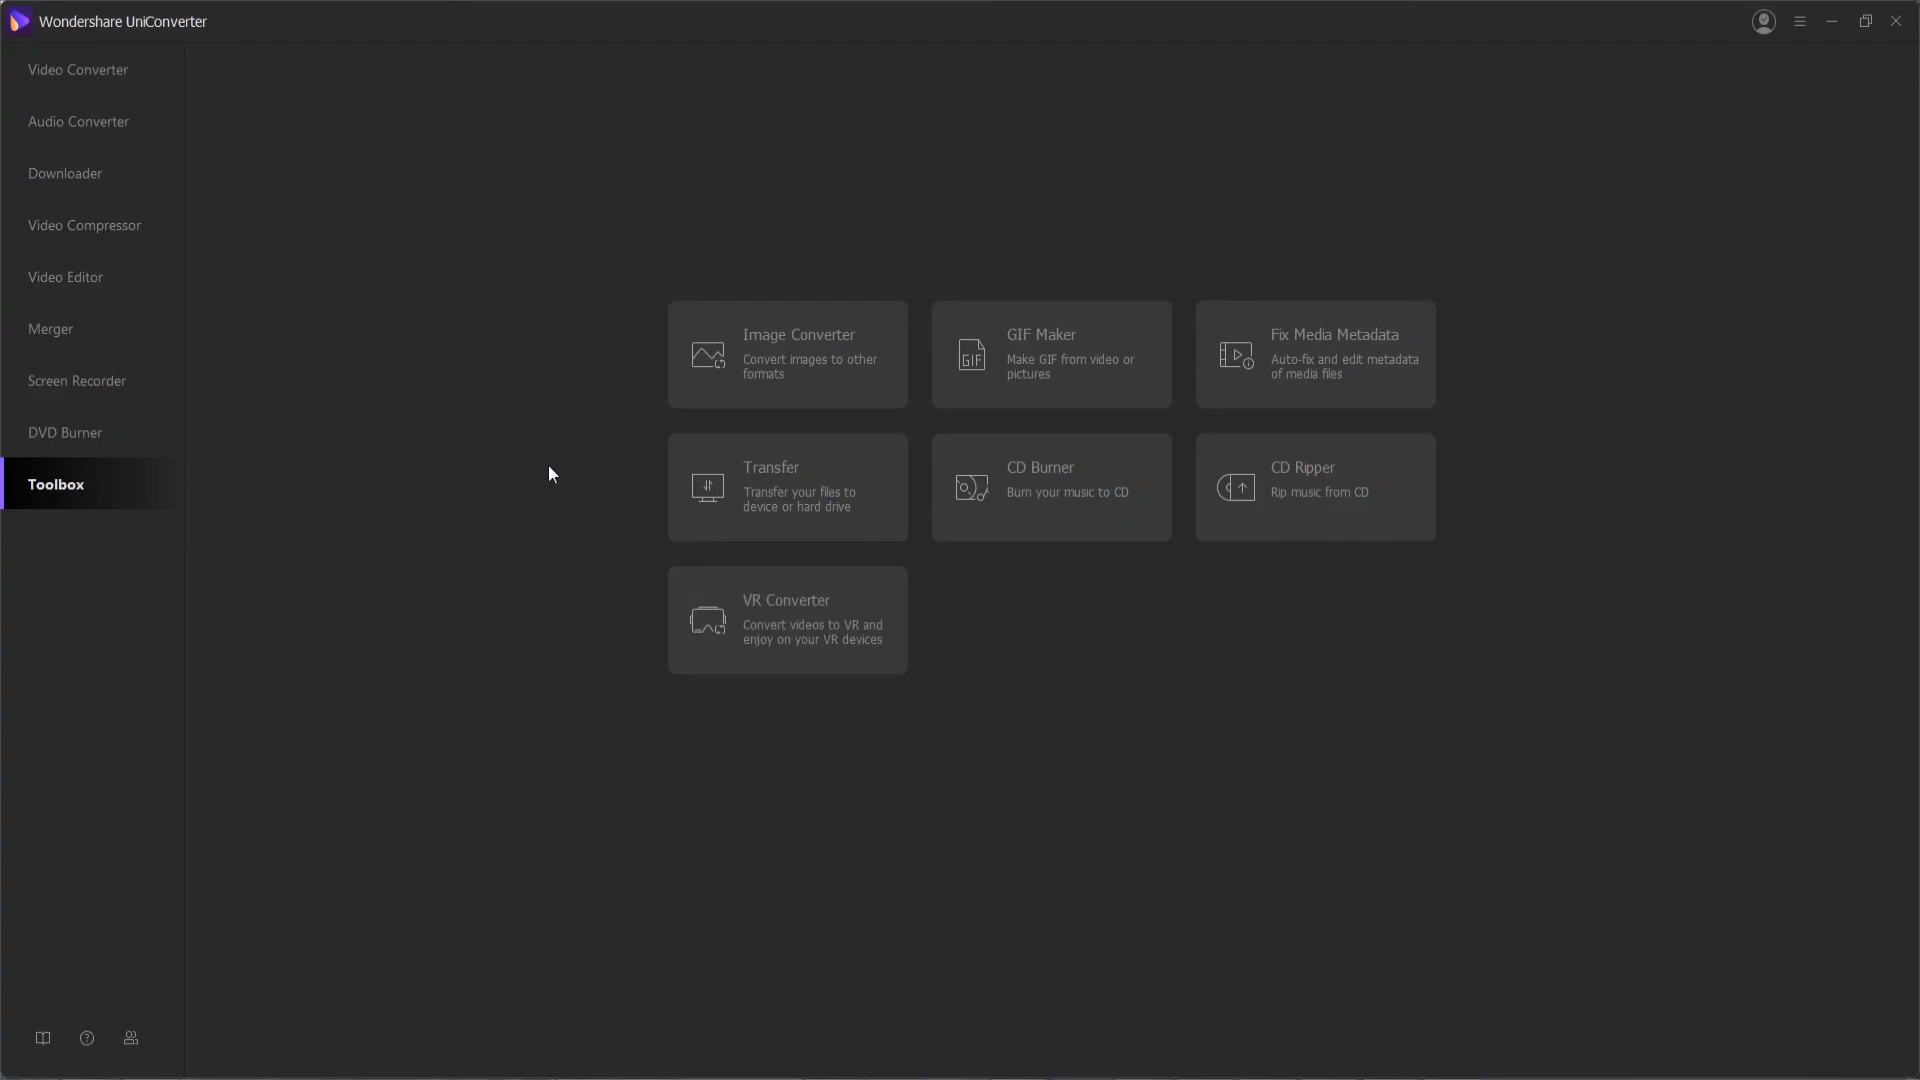 Wondershare UniConverter
Video Converter
Audio Converter
Downloader
Video Compressor
Video Editor
Merger
Screen Recorder
DVD Burner
Toolbox
Image Converter
Convert images to other
formats
GIF
GIF Maker
Make GIF from video or
pictures
Fix Media Metadata
Auto-fix and edit metadata
of media files
Transfer
Transfer your files to
device or hard drive
CD Burner
Burn your music to CD
CD Ripper
Rip music from CD
VR Converter
Convert videos to VR and
enjoy on your VR devices